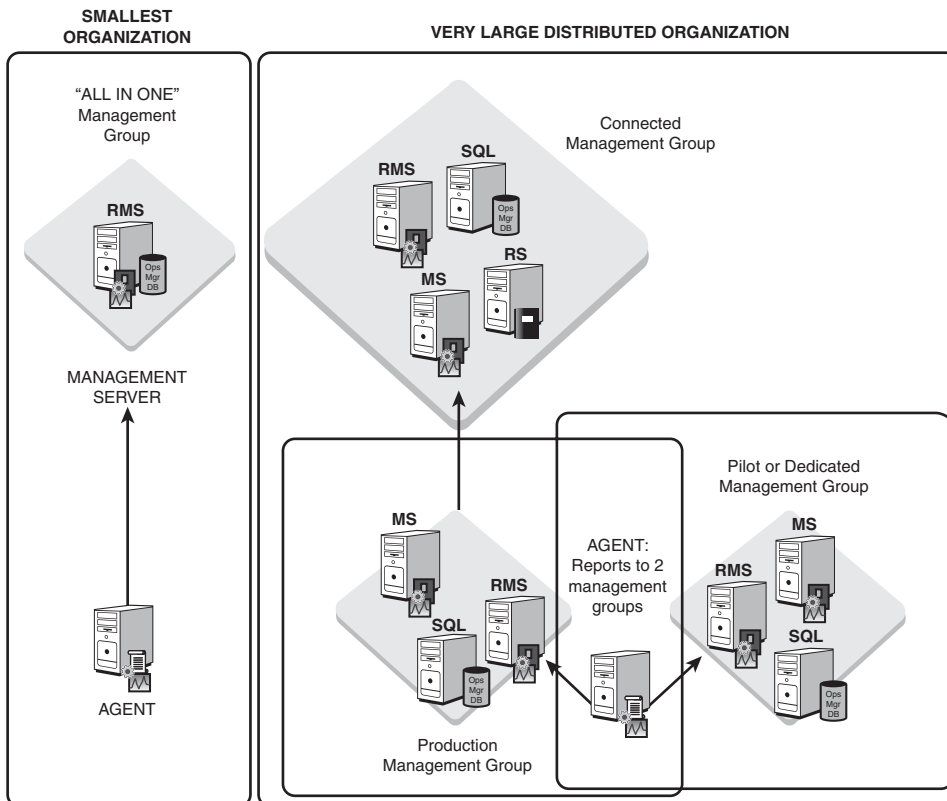 SMALLEST
ORGANIZATION
“ALL IN ONE”
Management
Group
RMS
Ops
Mgr
DB
MANAGEMENT
SERVER
AGENT
VERY LARGE DISTRIBUTED ORGANIZATION
Connected
Management Group
SQL
RMS
Ops
Mgr
DB
RS
MS
Pilot or Dedicated
Management Group
MS
AGENT:
Reports to 2
management
groups
MS
RMS
RMS
SQL
SQL
Ops
Mgr
DB
Ops
Mgr
DB
Production
Management Group